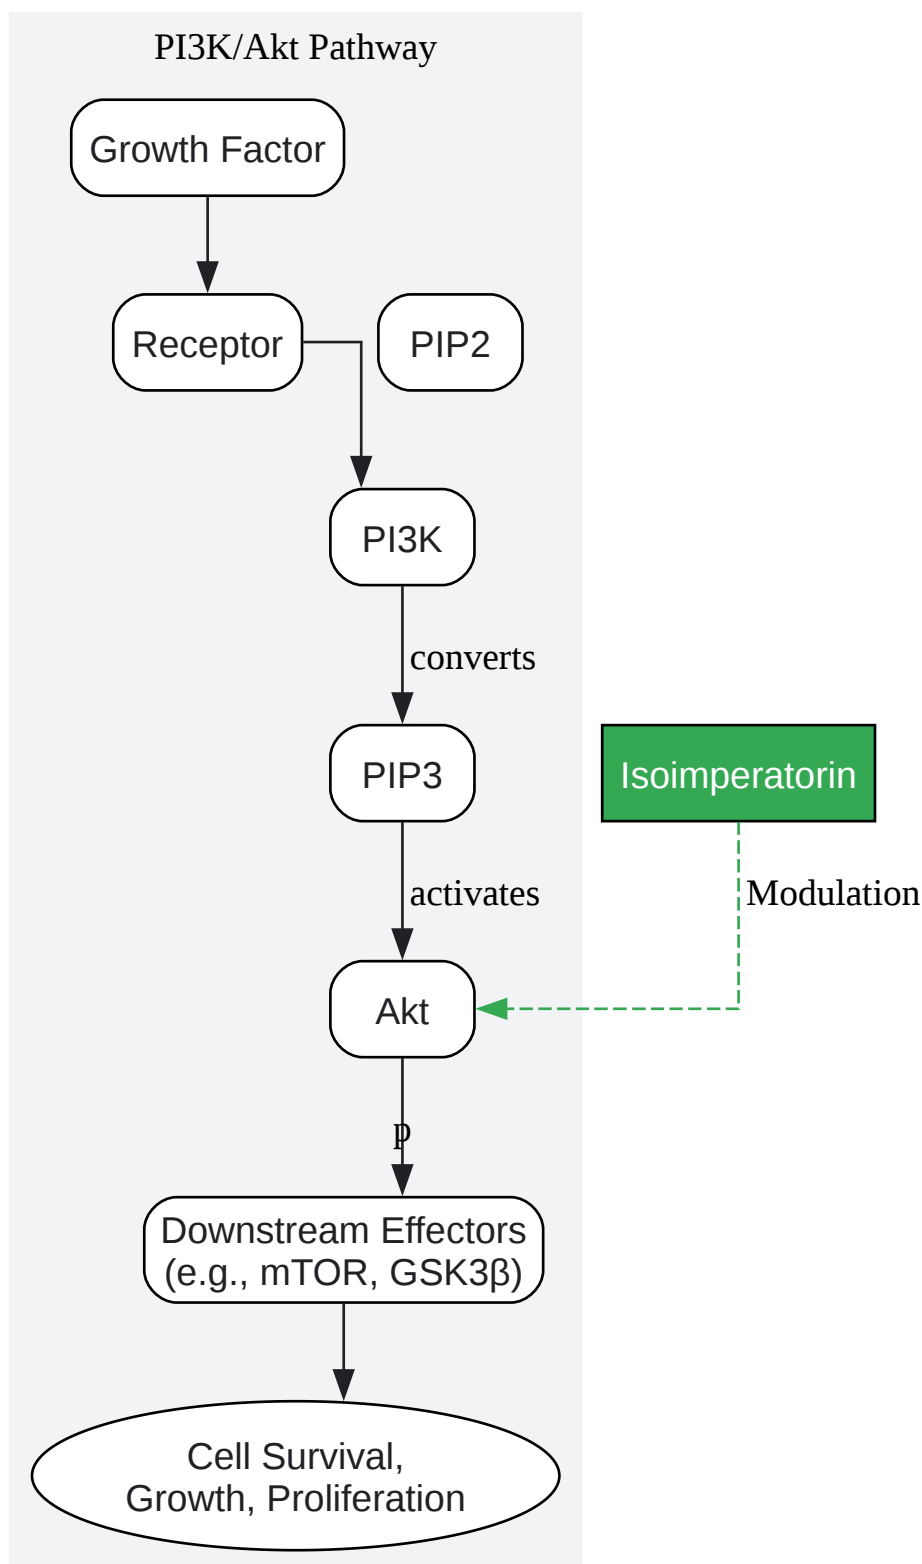 PI3K/Akt Pathway
Growth Factor
Receptor
PIP2
PI3K
converts
PIP3
Isoimperatorin
activates
Modulation
Akt
p
Downstream Effectors
(e.g., mTOR, GSK3β)
Cell Survival,
Growth, Proliferation